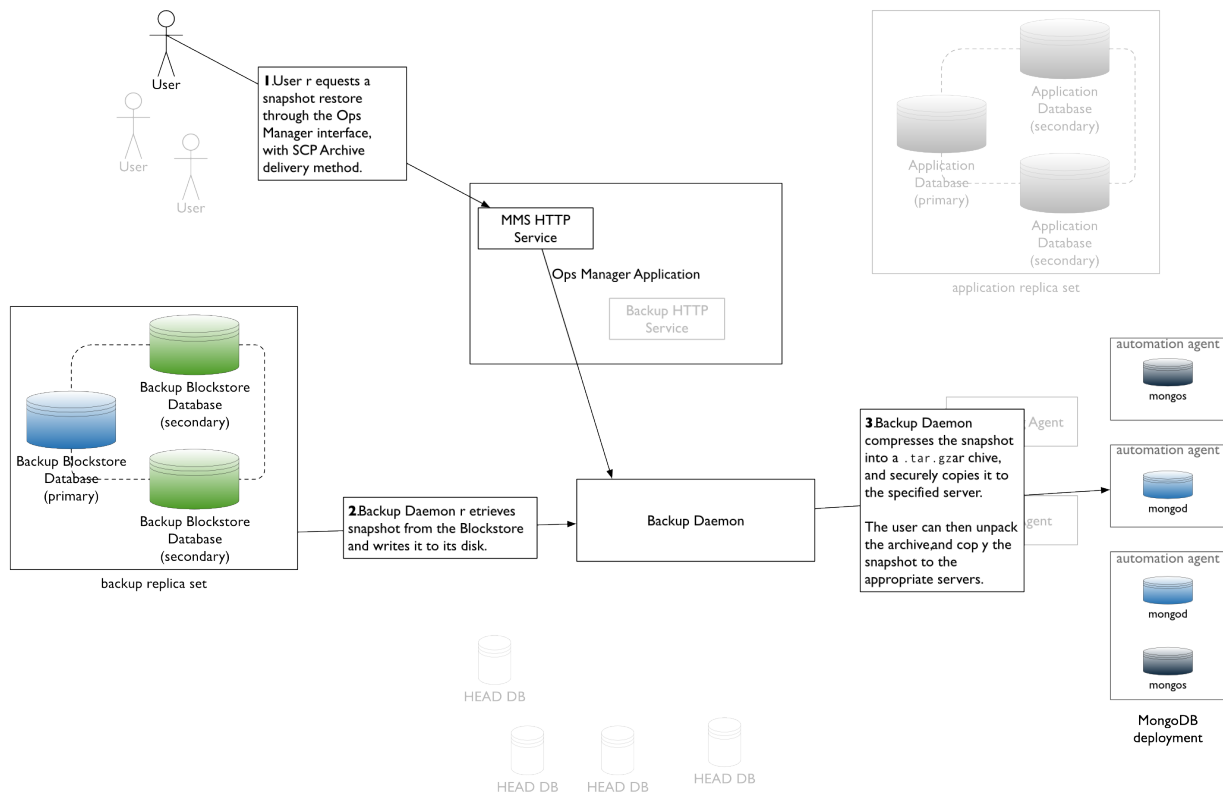 User
User
User
1.User r equests a
snapshot restore
through the Ops
Manager interface,
with SCP Archive
delivery method.
MMS HTTP
Service
Ops Manager Application
Backup HTTP
Service
Application
Database
(secondary)
Application
Database
(primary)
Application
Database
(secondary)
application replica set
Backup Blockstore
Database
(secondary)
Backup Blockstore
Database
(primary)
Backup Blockstore
Database
(secondary)
backup replica set
2.Backup Daemon r etrieves
snapshot from the Blockstore
and writes it to its disk.
Backup Daemon
3.Backup Daemon
compresses the snapshot
into a .tar.gzar chive,
and securely copies it to
the specified server.
The user can then unpack
the archive,and cop y the
snapshot to the
appropriate servers.
Agent
Agent
automation agent
mongos
automation agent
mongod
automation agent
mongod
mongos
MongoDB
deployment
HEAD DB
HEAD DB
HEAD DB
HEAD DB